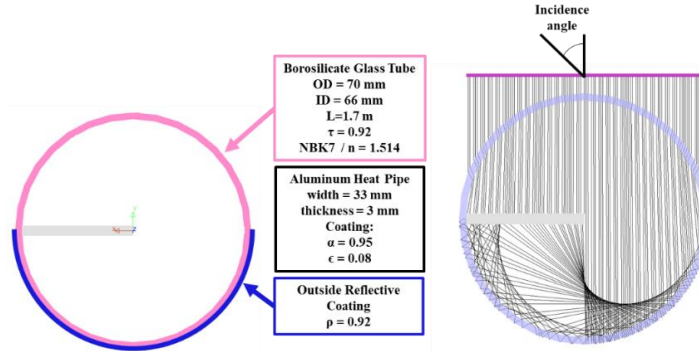 Borosilicate Glass Tube
OD = 70 mm
ID = 66 mm
L=1.7 m
τ = 0.92
NBK7 / n = 1.514
Aluminum Heat Pipe
width = 33 mm
thickness = 3 mm
Coating:
α = 0.95
ϵ = 0.08
Outside Reflective
Coating
ρ = 0.92
Incidence
angle